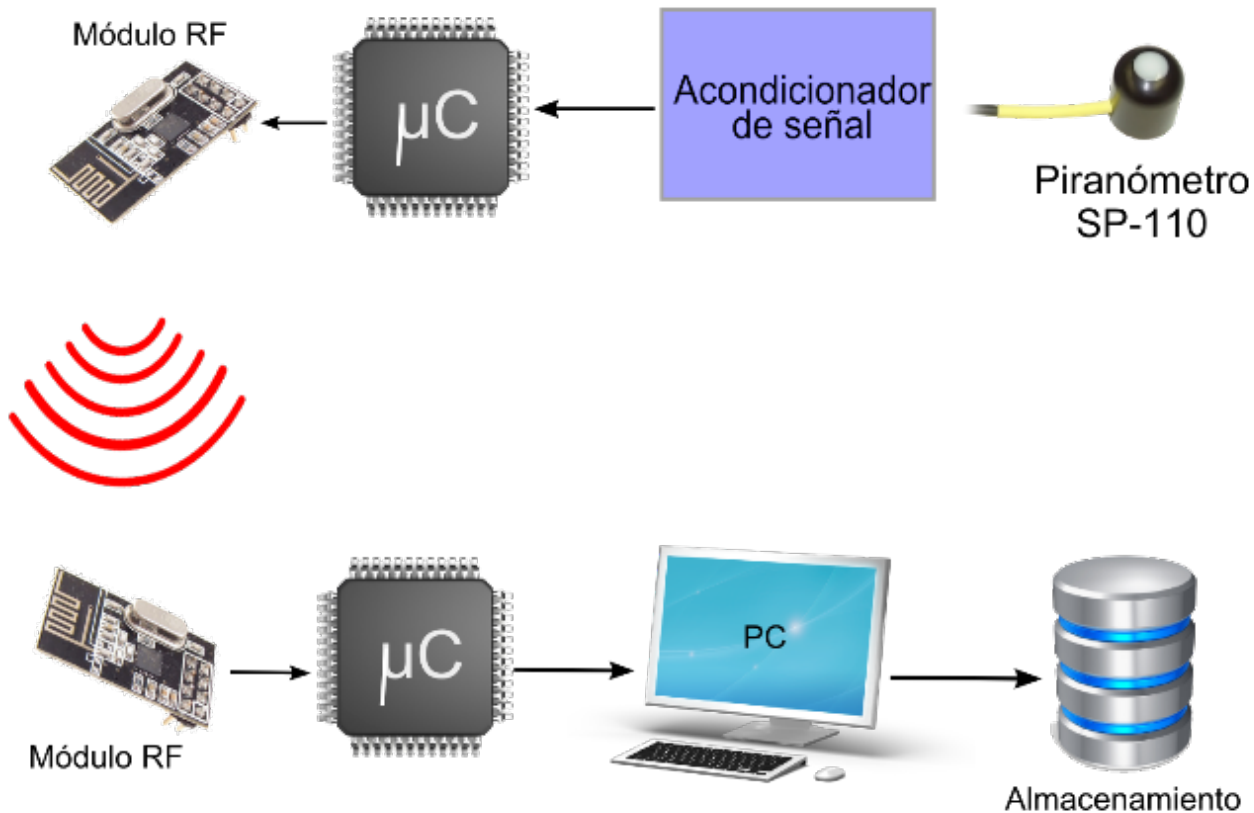 Módulo RF
µC
Acondicionador
de señal
Piranómetro
SP-110
Módulo RF
µC
PC
Almacenamiento